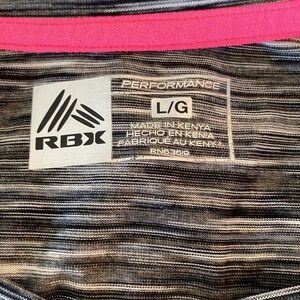 RBX
PERFORMANCE
L/G
MADE IN KENYA
HECHO EN KENIA
FABRIQUÉ AU KENYA